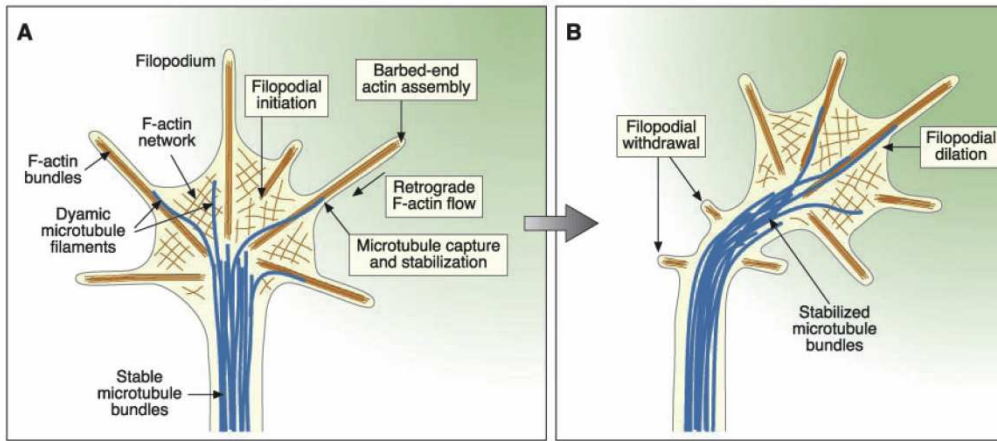 A
Filopodium
Filopodial
initiation
Barbed-end
actin assembly
F-actin
network
F-actin
bundles
Retrograde
F-actin flow
Dyamic
microtubule
filaments
Microtubule capture
and stabilization
Stable
microtubule
bundles
B
Filopodial
withdrawal
Filopodial
dilation
Stabilized
microtubule
bundles